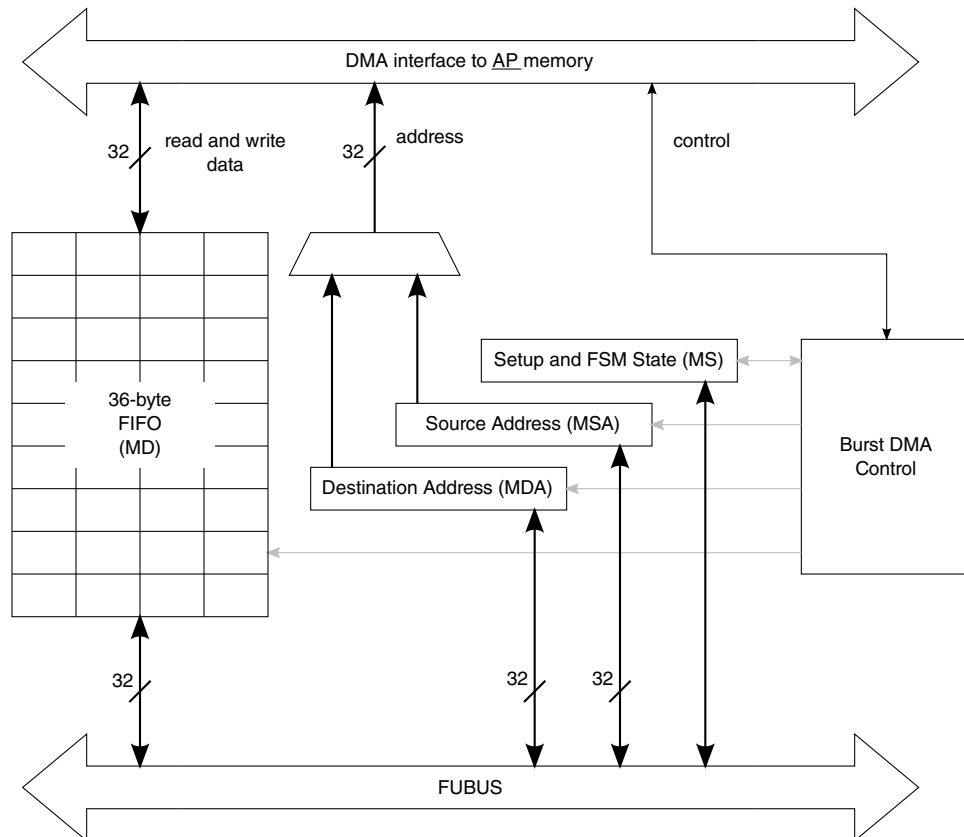 DMA interface to AP memory
32
read and write
data
32
address
control
Setup and FSM State (MS)
36-byte
FIFO
(MD)
Source Address (MSA)
Burst DMA
Control
Destination Address (MDA)
32
32
32
FUBUS